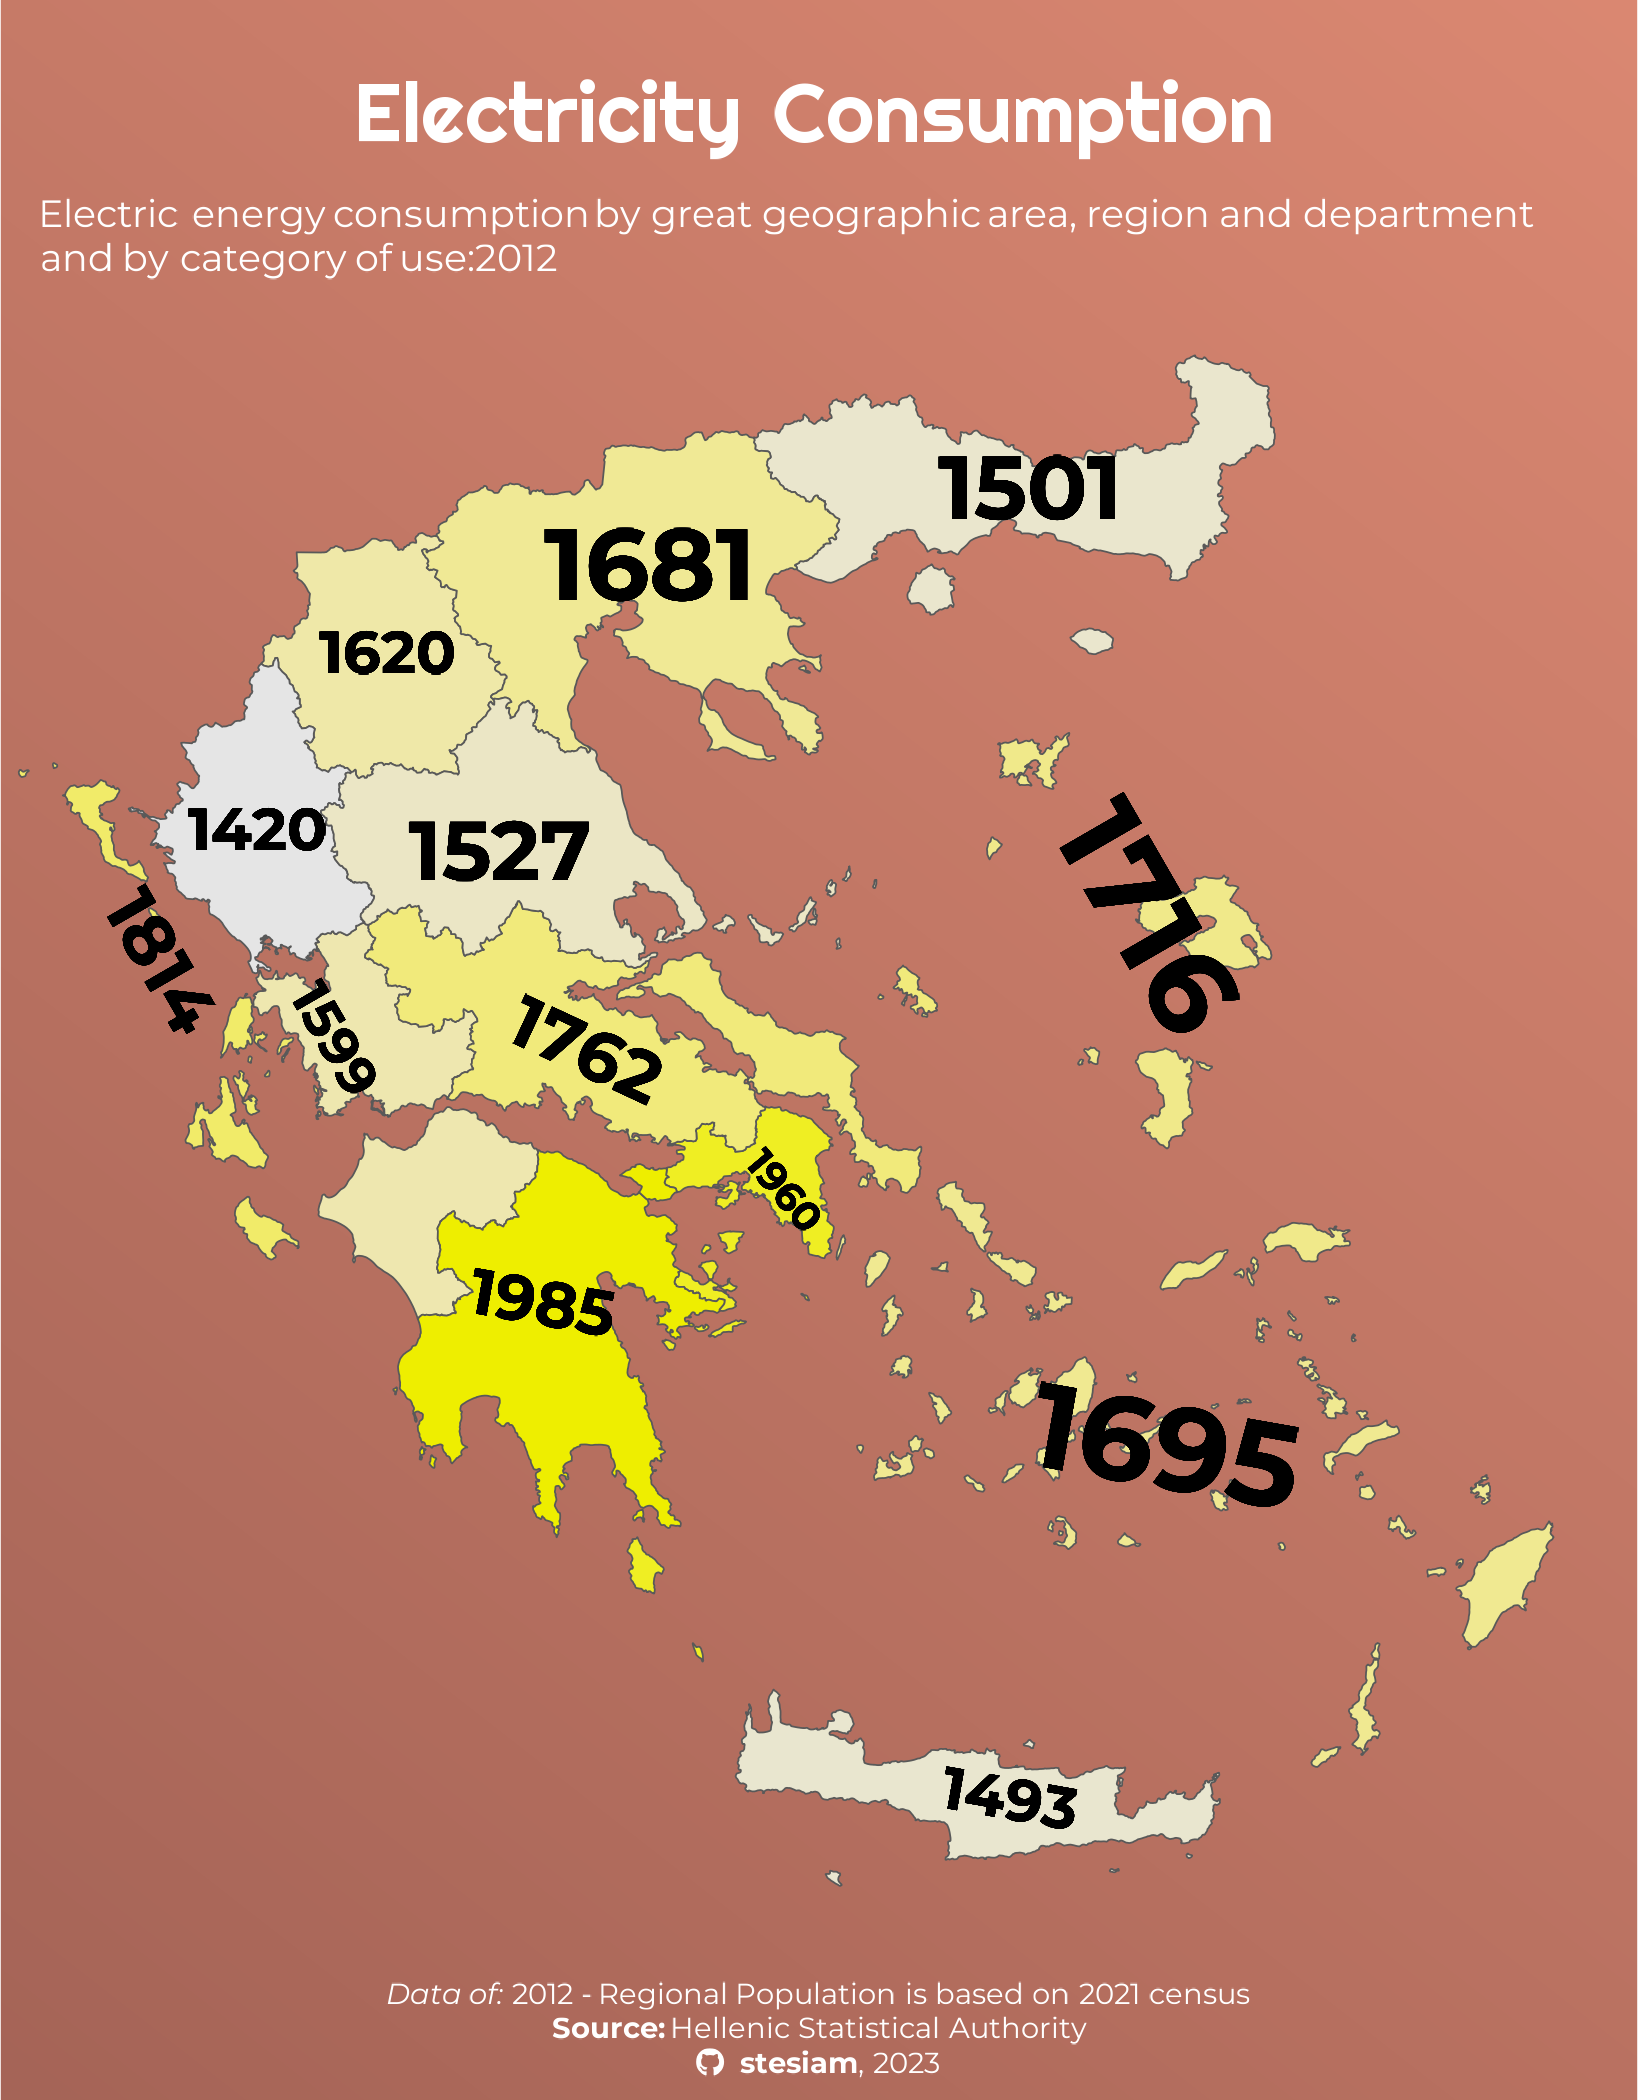 Electricity Consumption
Electric energy consumption by great geographic area, region and department
and by category of use:2012
1501
1681
1620
1420
1527
1716
1814
1599
1762
1960
1985
1695
1493
Data of: 2012 - Regional Population is based on 2021 census
Source: Hellenic Statistical Authority
stesiam, 2023